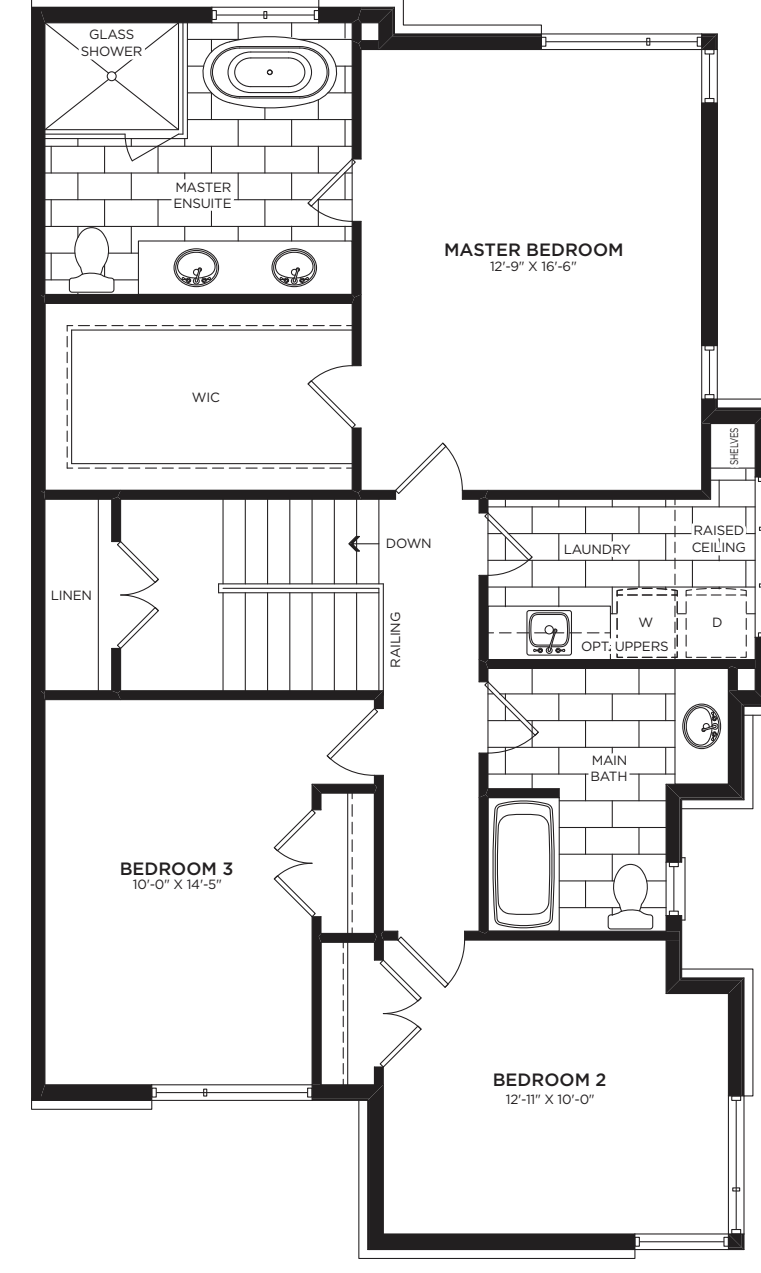 GLASS
SHOWER
MASTER
ENSUITE
MASTER BEDROOM
12'-9" X 16'-6"
WIC
SHELVES
DOWN
LAUNDRY
RAISED
CEILING
LINEN
RAILING
W
D
OPT. UPPERS
MAIN
BATH
BEDROOM 3
10'-0" X 14'-5"
BEDROOM 2
12'-11" X 10'-0"